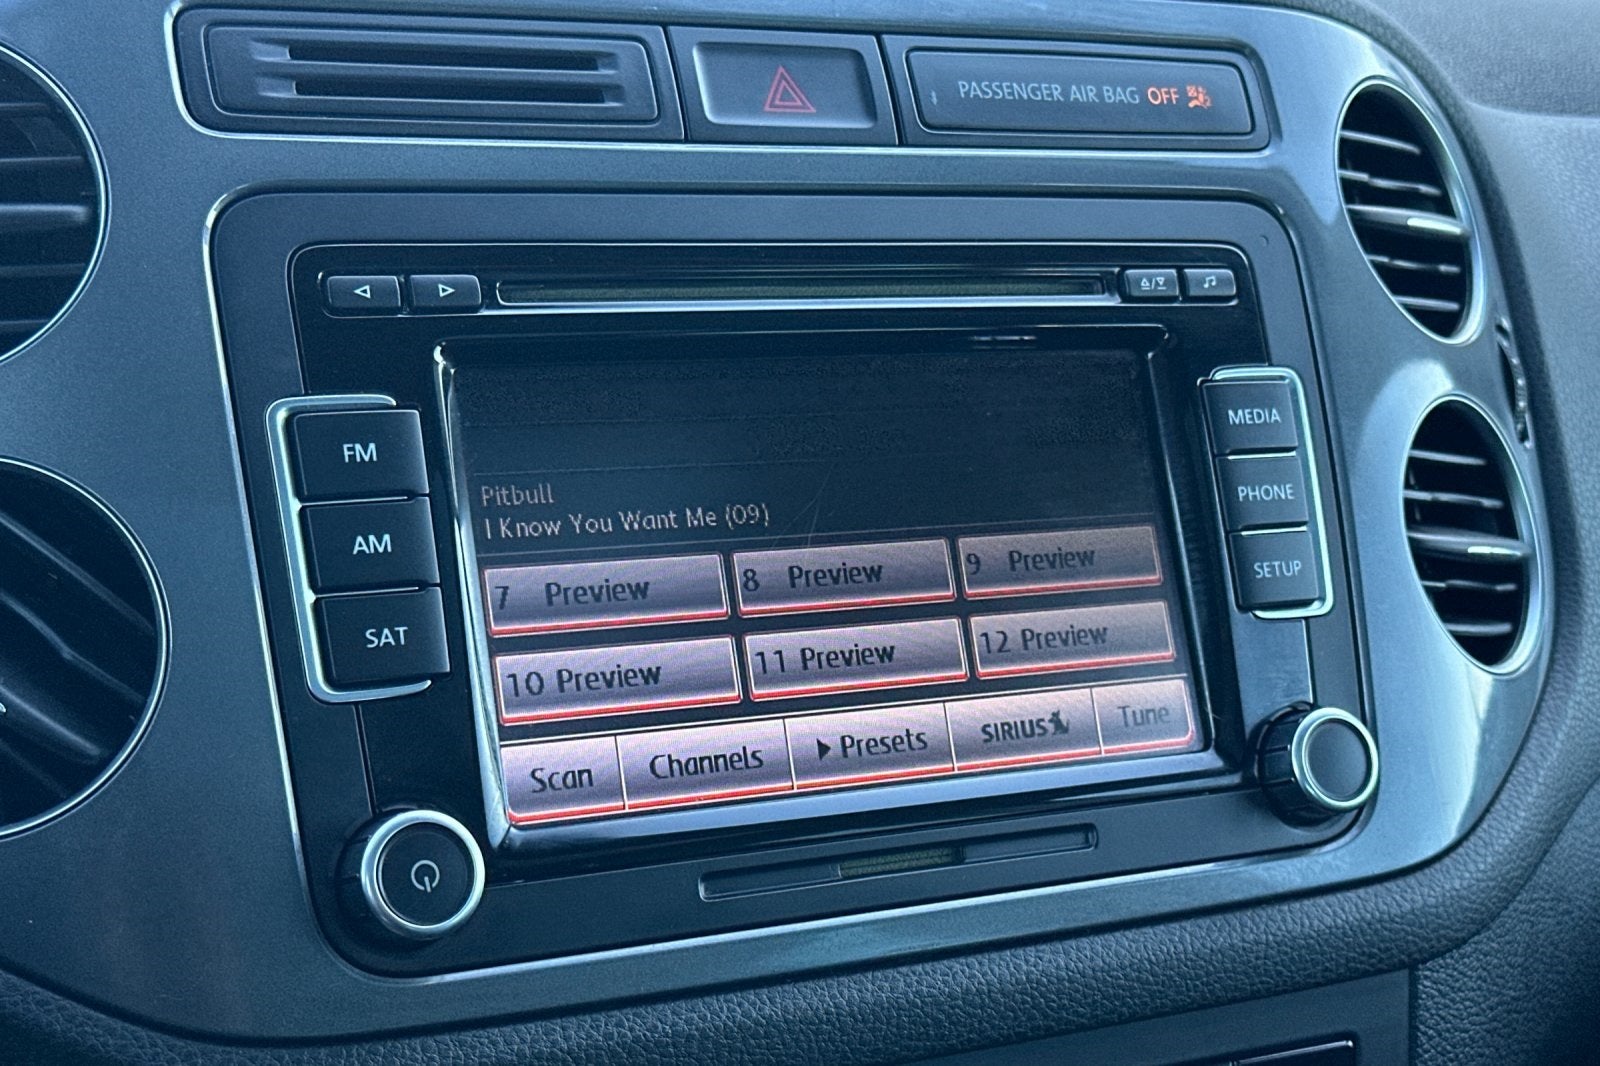 PASSENGER AIR BAG OFF
FM
AM
SAT
MEDIA
PHONE
SETUP
Pitbull
I Know You Want Me (09)
7 Preview
8 Preview
9 Preview
10 Preview
11 Preview
12 Preview
Scan
Channels
Presets
SIRIUS
Tune